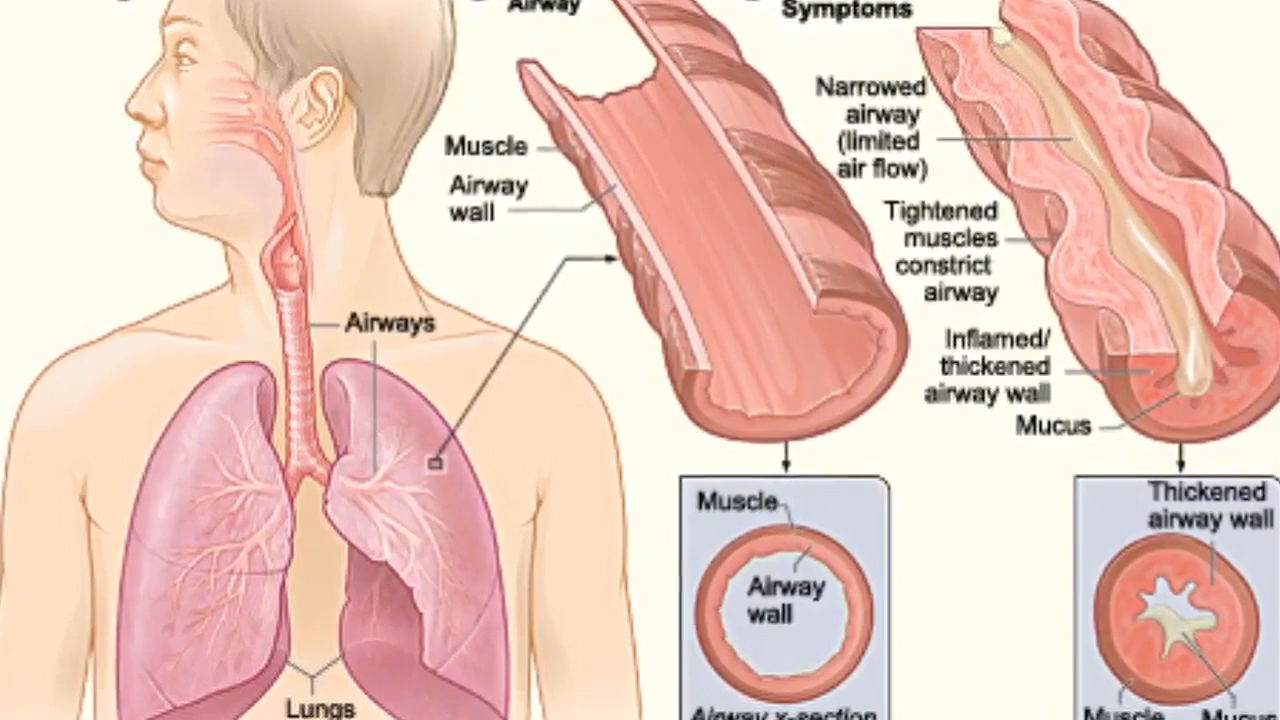 Airway
Symptoms
Muscle
Airway
wall
Airways
Lungs
Narrowed
airway
(limited
air flow)
Tightened
muscles
constrict
airway
Inflamed/
thickened
airway wall
Mucus
Muscle
Airway
wall
Airway x-section
Thickened
airway wall
Muscle
Mucus